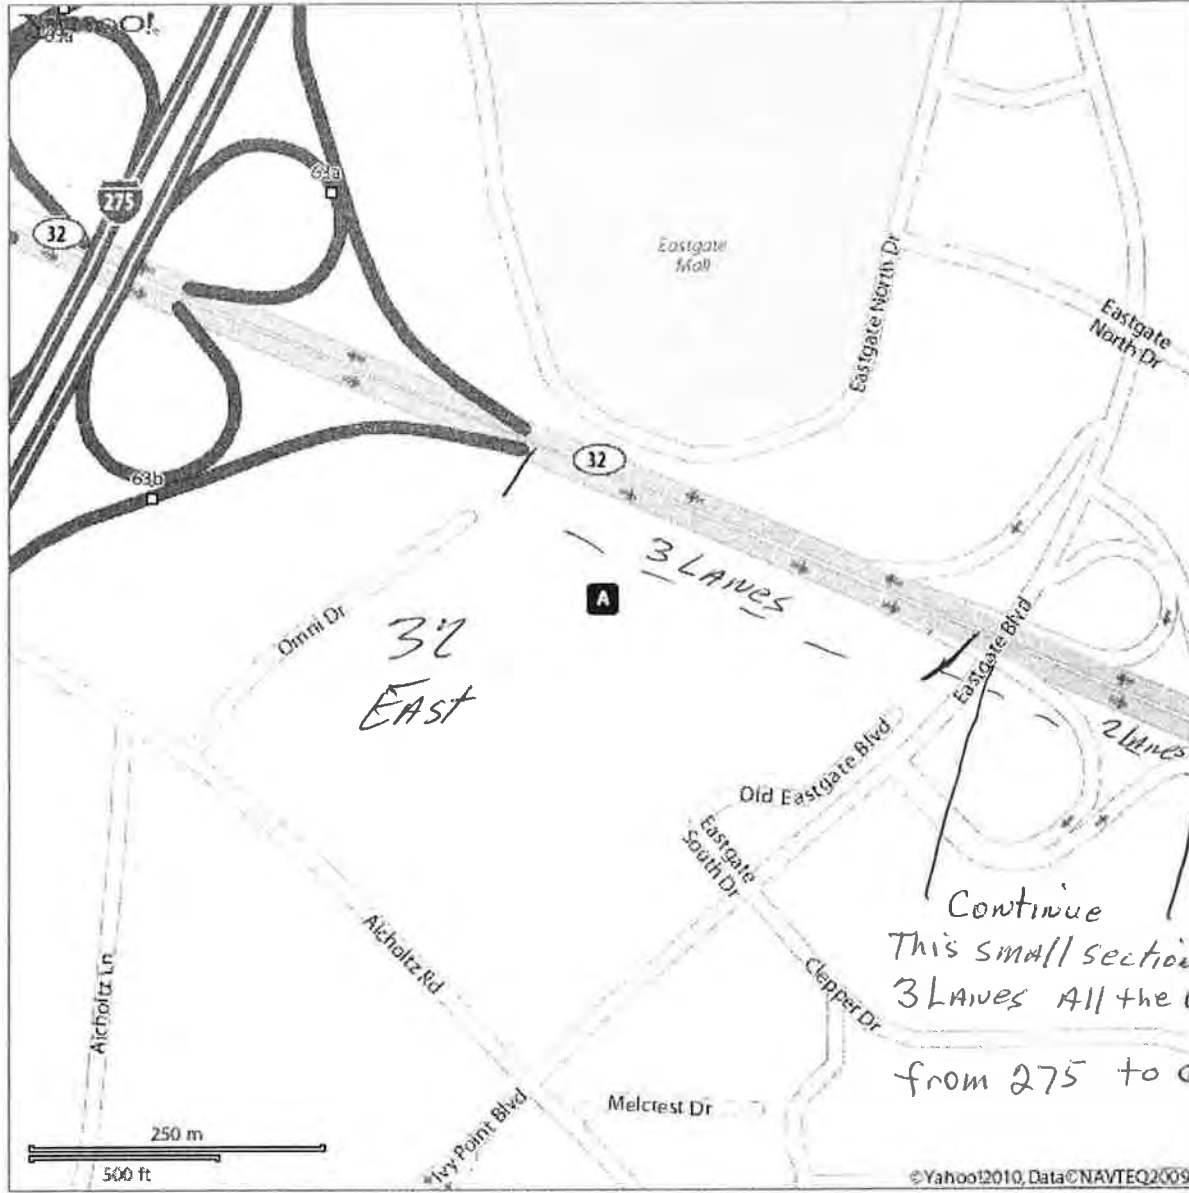 63a
275
32
Eastgate
Mall
Eastgate North Dr
Eastgate
North Dr
32
63b
3 LANES
A
Omni Dr
32
EAST
Eastgate Blvd
2 LANES
Old Eastgate Blvd
Eastgate
South Dr
Continue
This small section
3 LANES All the
from 275 to
Aicholtz Rd
Aicholtz Ln
Clepper Dr
Melcrest Dr
Ivy Point Blvd
250 m
500 ft
©Yahoo!2010, Data©NAVTEQ2009